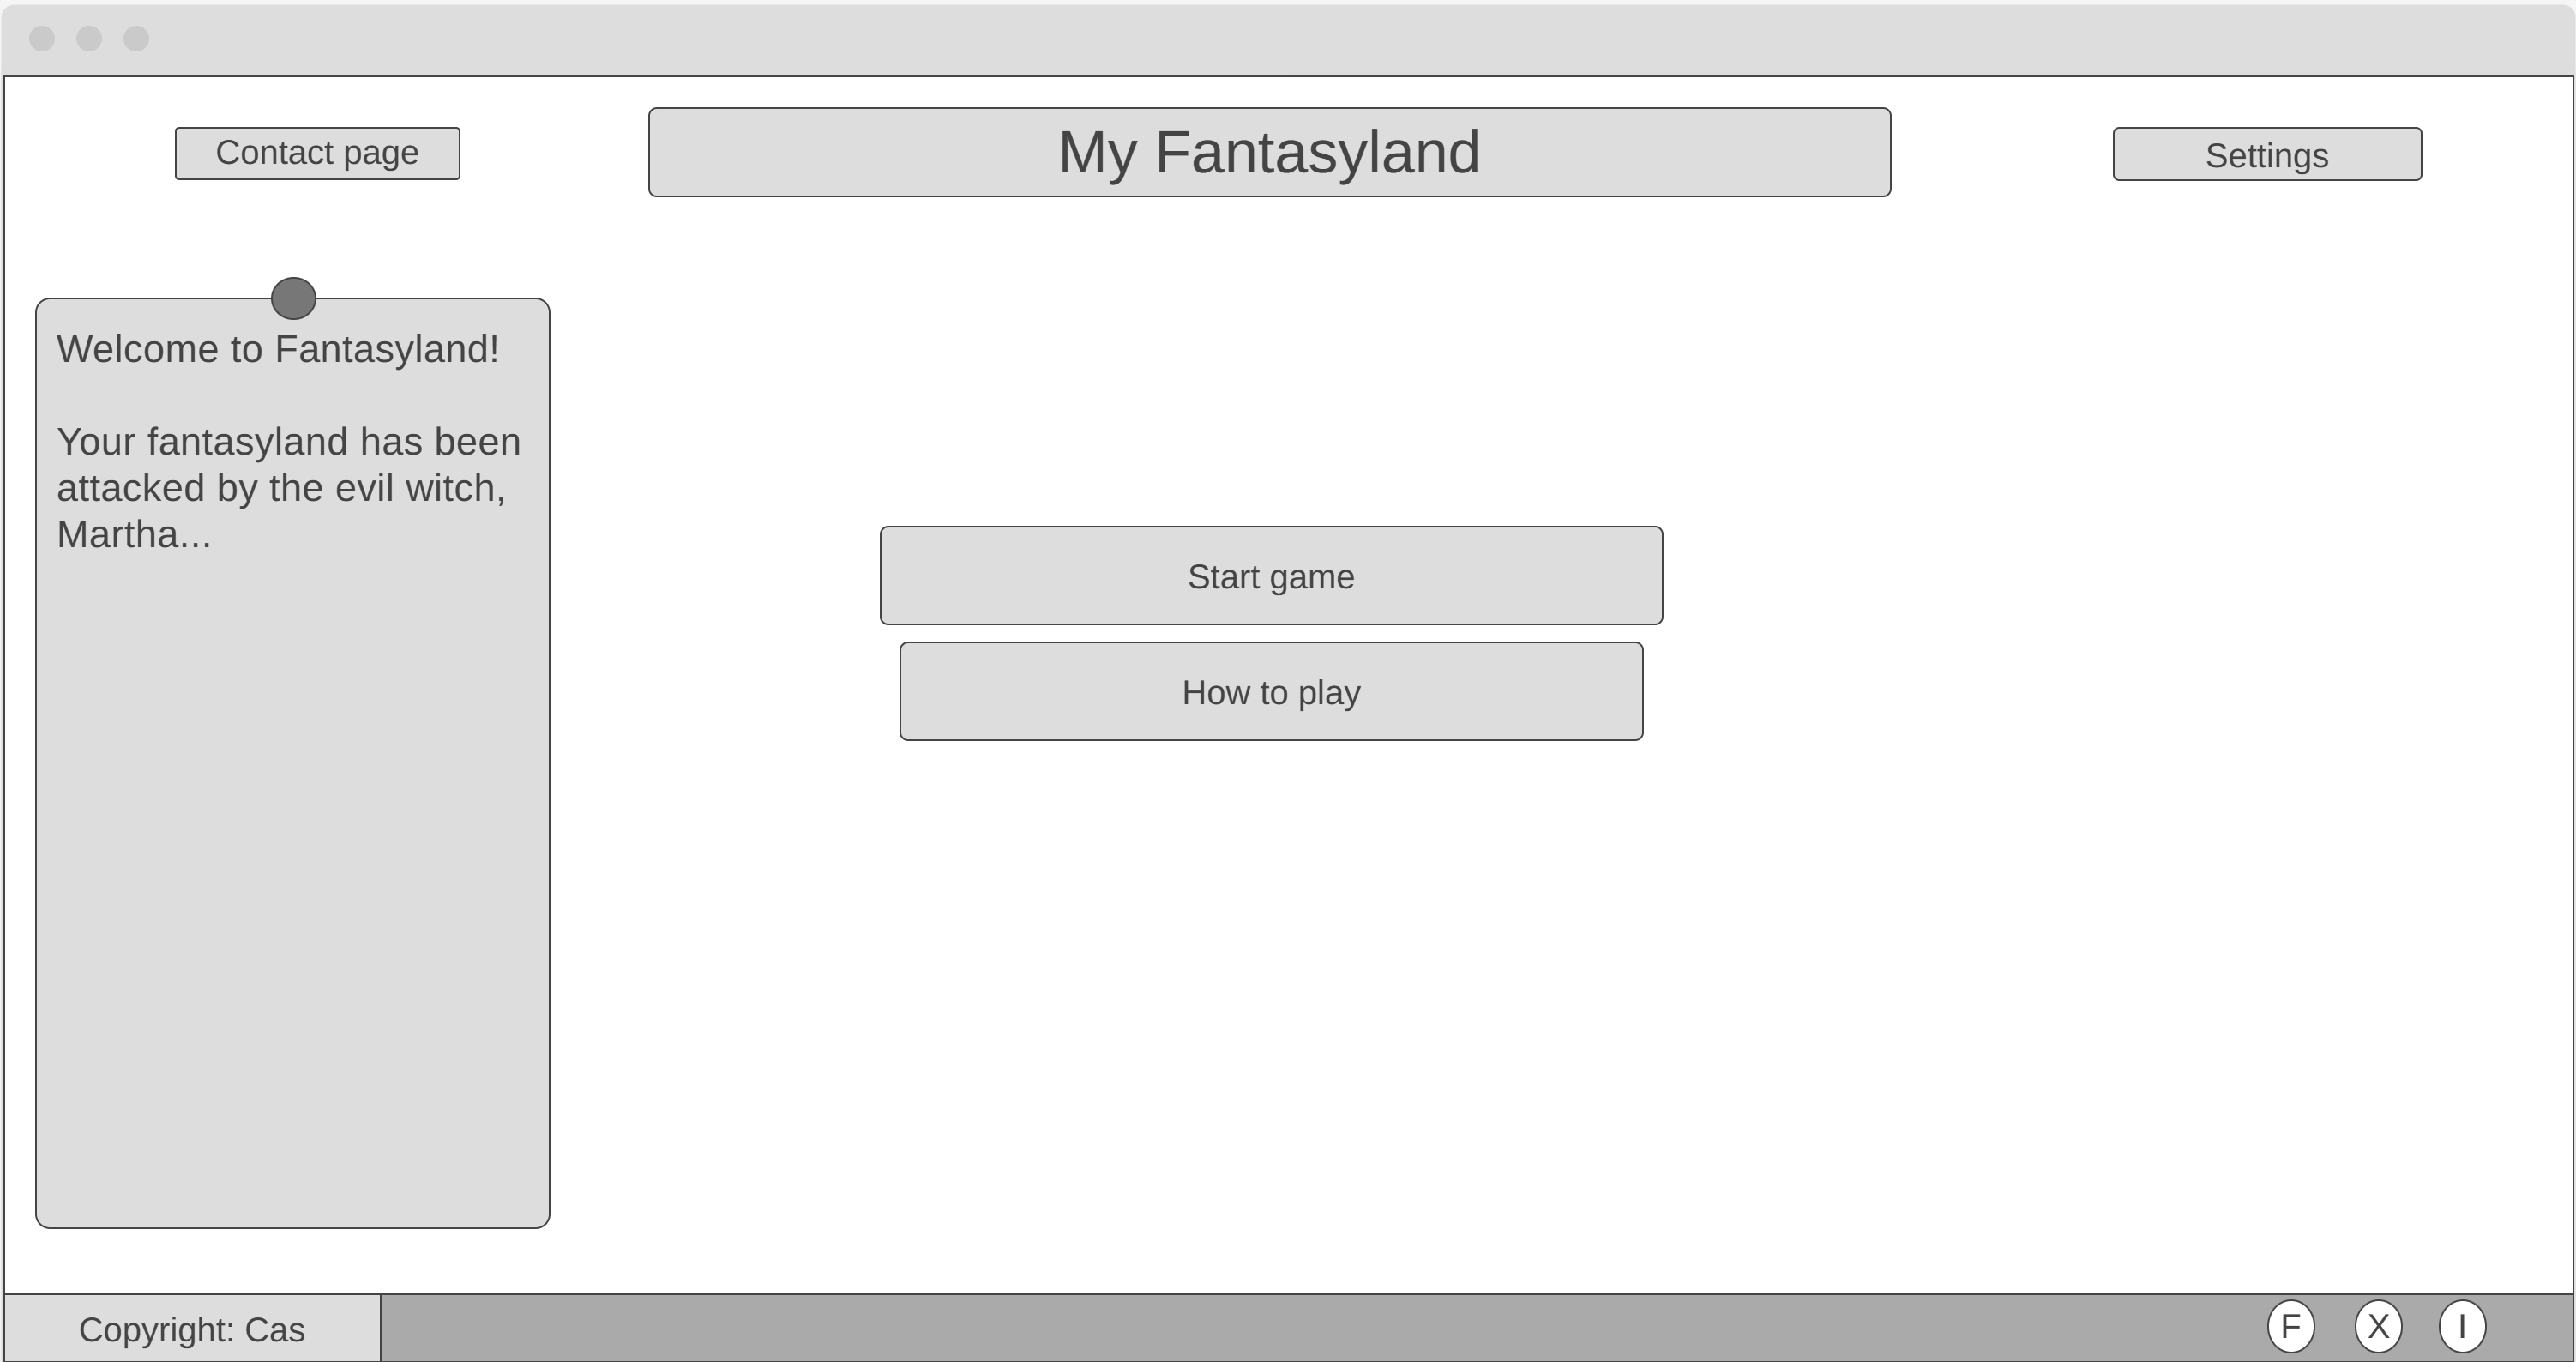 Contact page
My Fantasyland
Settings
Welcome to Fantasyland!
Your fantasyland has been
attacked by the evil witch,
Martha...
Start game
How to play
Copyright: Cas
F
X
I